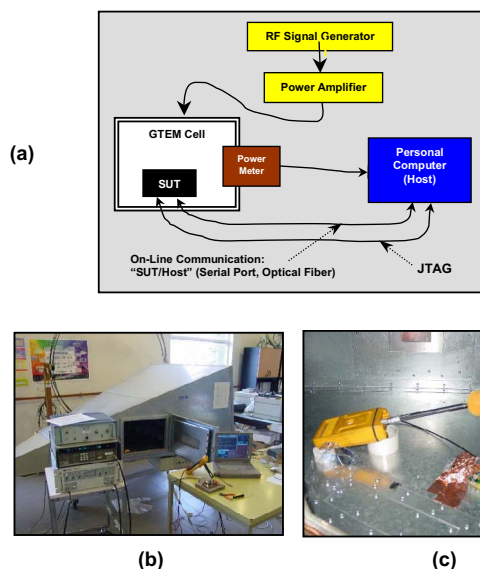 (a)
RF Signal Generator
Power Amplifier
GTEM Cell
Power
Meter
SUT
Personal
Computer
(Host)
On-Line Communication:
“SUT/Host” (Serial Port, Optical Fiber)
JTAG
(b)
(c)